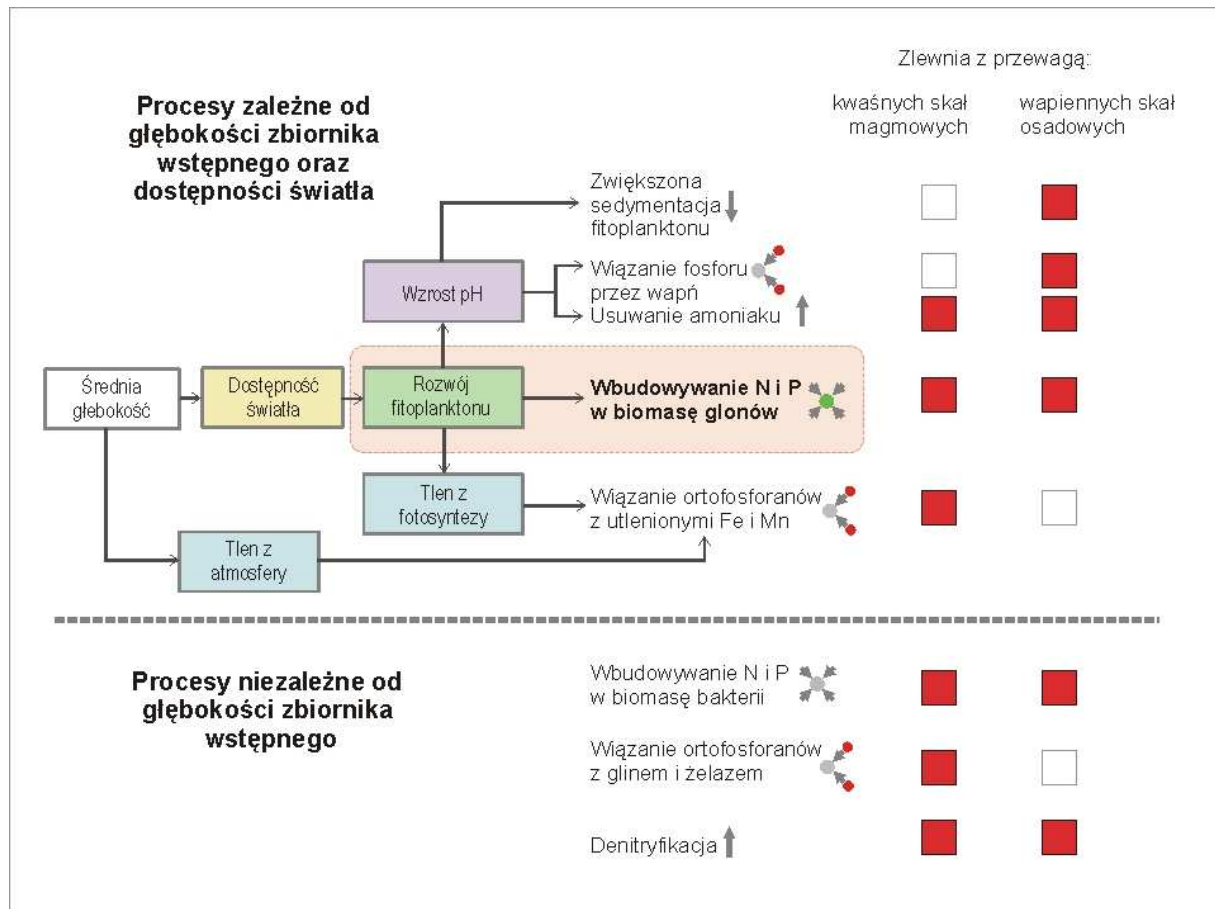 Zlewnia z przewagą:
kwaśnych skał
magmowych
wapiennych skał
osadowych
Procesy zależne od
głębokości zbiornika
wstępnego oraz
dostępności światła
Zwiększona
sedymentacja
fitoplanktonu
Wzrost pH
Wiązanie fosforu
przez wapń
Usuwanie amoniaku
Średnia
głębokość
Dostępność
światła
Rozwój
fitoplanktonu
Wbudowywanie N i P
w biomasę glonów
Tlen z
fotosyntezy
Wiązanie ortofosforanów
z utlenionymi Fe i Mn
Tlen z
atmosfery
Procesy niezależne od
głębokości zbiornika
wstępnego
Wbudowywanie N i P
w biomasę bakterii
Wiązanie ortofosforanów
z glinem i żelazem
Denitryfikacja